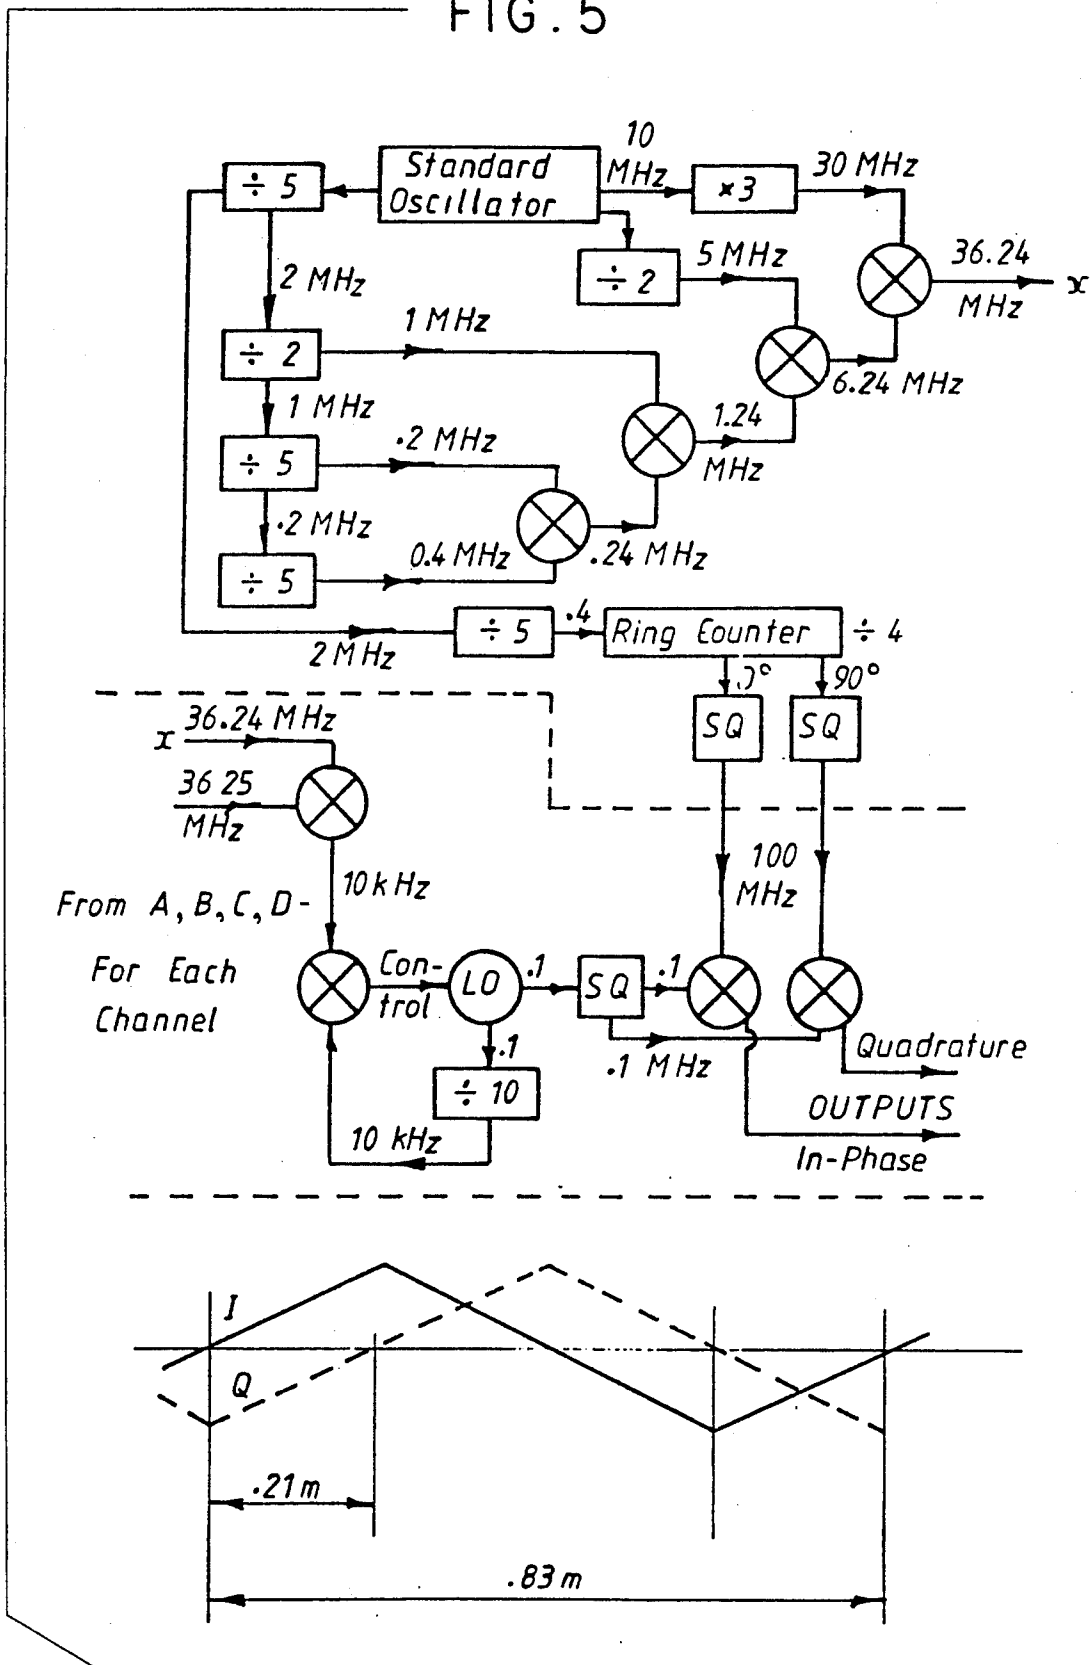 FIG. 5
Standard
Oscillator
10
MHz
×3
30 MHz
÷ 5
÷ 2
5 MHz
36.24
MHz
x
2 MHz
÷ 2
1 MHz
6.24 MHz
1 MHz
1.24
MHz
÷ 5
.2 MHz
.2 MHz
÷ 5
0.4 MHz
.24 MHz
2 MHz
÷ 5
.4
Ring Counter
÷ 4
0°
90°
SQ
SQ
x
36.24 MHz
36 25
MHz
10 kHz
100
MHz
From A, B, C, D-
For Each
Channel
Con-
trol
LO
.1
SQ
.1
.1
.1 MHz
÷ 10
10 kHz
Quadrature
OUTPUTS
In-Phase
I
Q
.21 m
.83 m